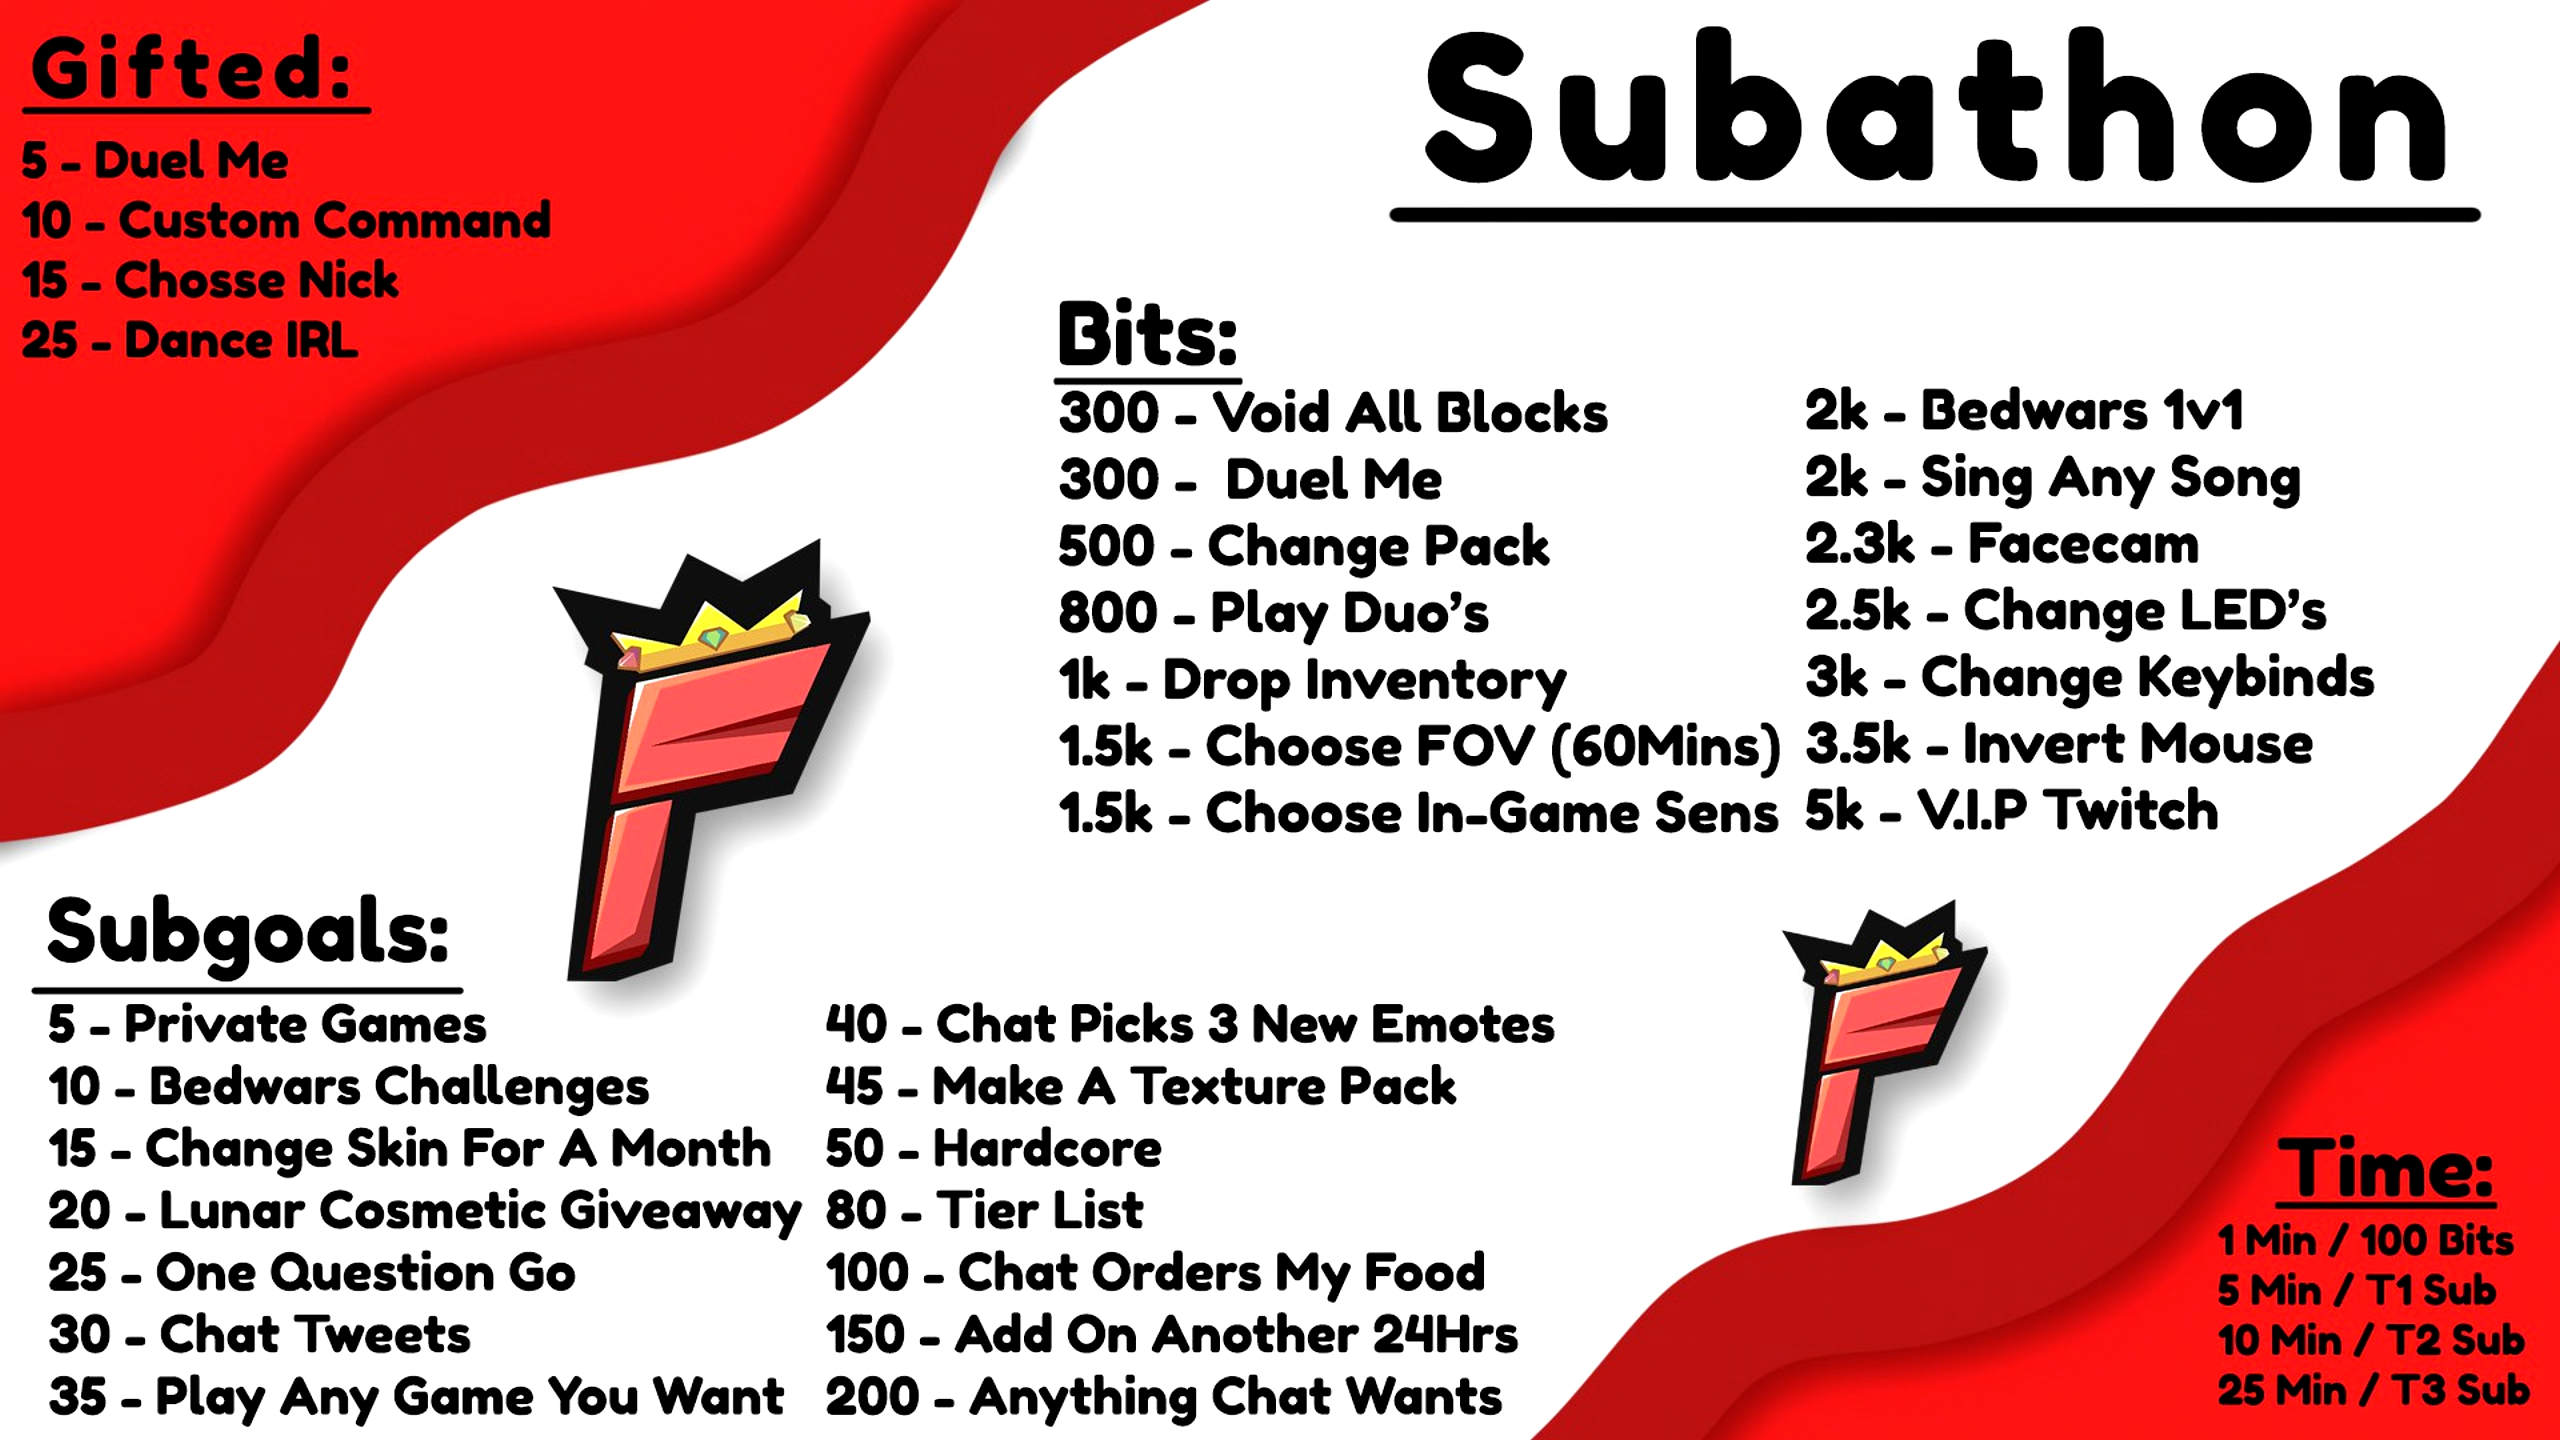 Gifted:
5 - Duel Me
10 - Custom Command
15 - Chosse Nick
25 - Dance IRL
Subathon
Bits:
300 - Void All Blocks
300 - Duel Me
500 - Change Pack
800 - Play Duo's
1k - Drop Inventory
1.5k - Choose FOV (60Mins)
1.5k - Choose In-Game Sens
2k - Bedwars 1v1
2k - Sing Any Song
2.3k - Facecam
2.5k - Change LED's
3k - Change Keybinds
3.5k - Invert Mouse
5k - V.I.P Twitch
Subgoals:
5 - Private Games
10 - Bedwars Challenges
15 - Change Skin For A Month
20 - Lunar Cosmetic Giveaway
25 - One Question Go
30 - Chat Tweets
35 - Play Any Game You Want
40 - Chat Picks 3 New Emotes
45 - Make A Texture Pack
50 - Hardcore
80 - Tier List
100 - Chat Orders My Food
150 - Add On Another 24Hrs
200 - Anything Chat Wants
Time:
1 Min / 100 Bits
5 Min / T1 Sub
10 Min / T2 Sub
25 Min / T3 Sub